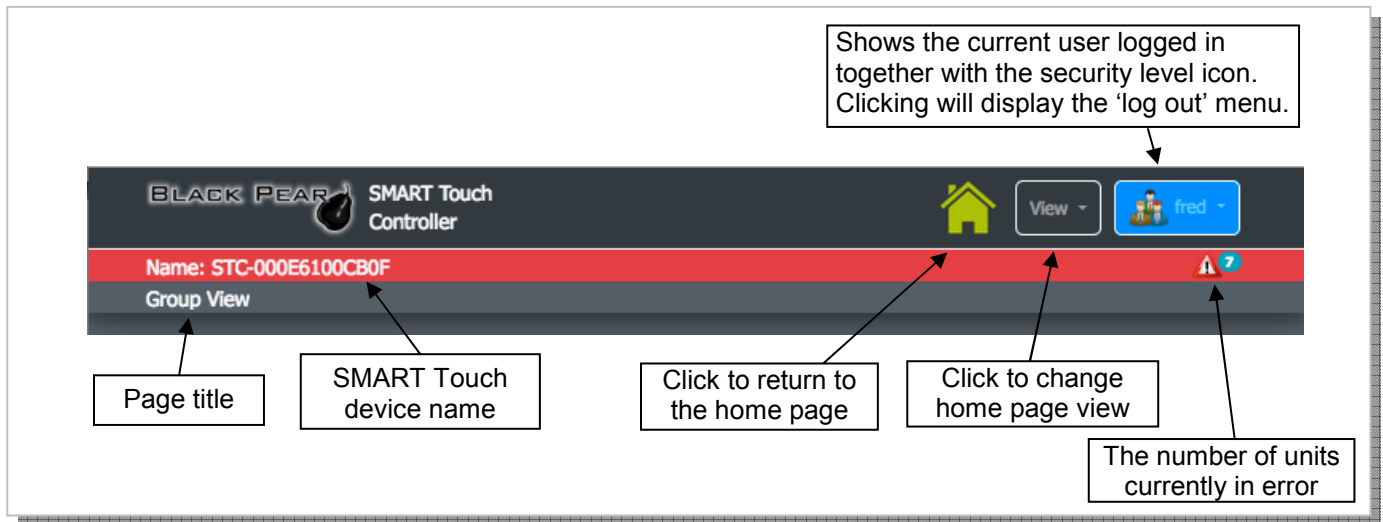 Shows the current user logged in
together with the security level icon.
Clicking will display the ‘log out’ menu.
BLACK PEAR
SMART Touch
Controller
View
fred
Name: STC-000E6100CB0F
7
Group View
Page title
SMART Touch
device name
Click to return to
the home page
Click to change
home page view
The number of units
currently in error